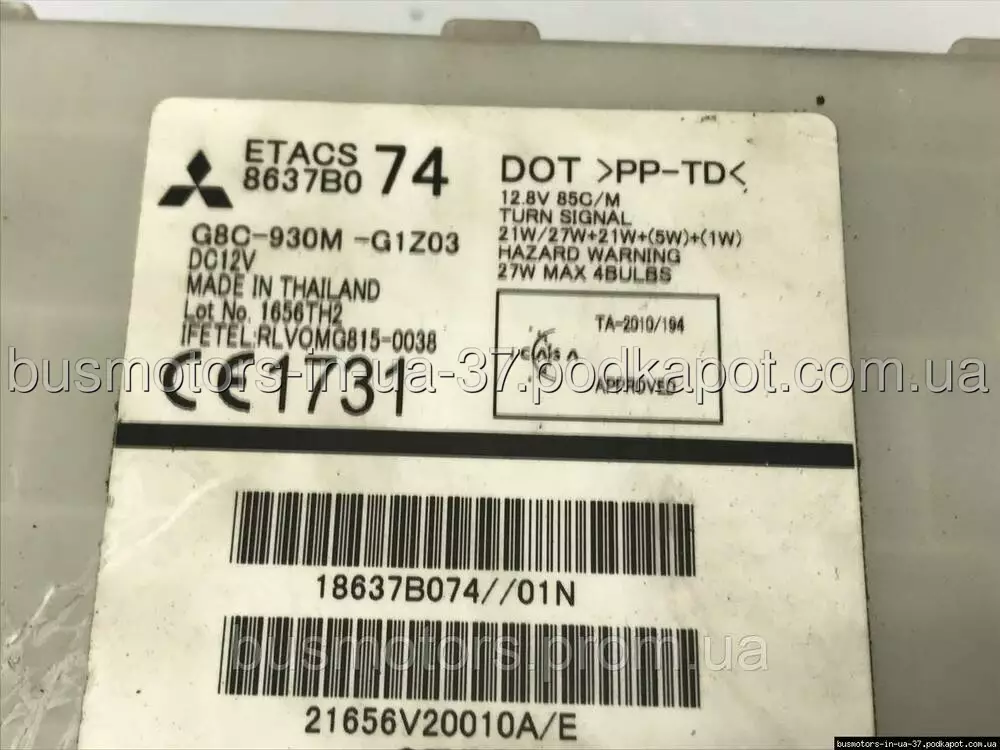 ETACS
8637B0 74
G8C-930M -G1Z03
DC12V
MADE IN THAILAND
Lot No. 1656TH2
IFETEL:RLVOMG815-0038
CE1731
DOT >PP-TD<
12.8V 85C/M
TURN SIGNAL
21W/27W+21W+(5W)+(1W)
HAZARD WARNING
27W MAX 4BULBS
TA-2010/194
APPROVED
busmotors-in-ua-37.podkapot.com.ua
18637B074//01N
busmotors.prom.ua
21656V20010A/E
busmotors-in-ua-37.podkapot.com.ua